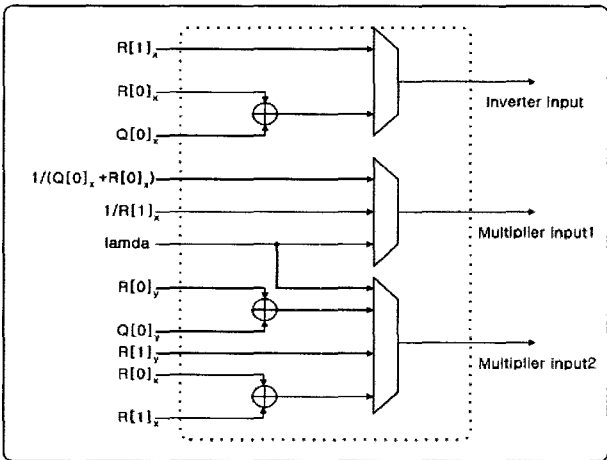 R[1]x
R[0]x
Q[0]x
Inverter input
1/(Q[0]x +R[0]x)
1/R[1]x
lamda
Multiplier input1
R[0]y
Q[0]y
R[1]y
R[0]x
R[1]x
Multiplier input2